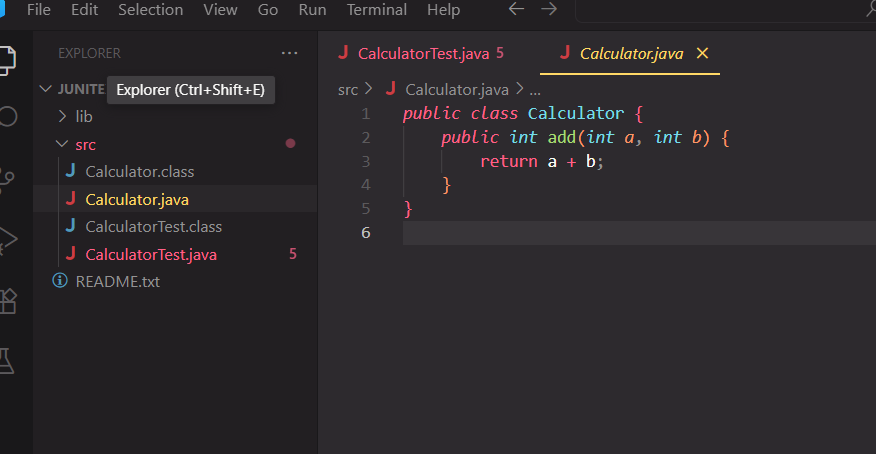 File Edit Selection View Go Run Terminal Help
EXPLORER
JUNITE
Explorer (Ctrl+Shift+E)
lib
src
J Calculator.class
J Calculator.java
J CalculatorTest.class
J CalculatorTest.java 5
README.txt
J CalculatorTest.java 5 J Calculator.java
src > J Calculator.java > ...
1 public class Calculator {
2 public int add(int a, int b) {
3 return a + b;
4 }
5 }
6